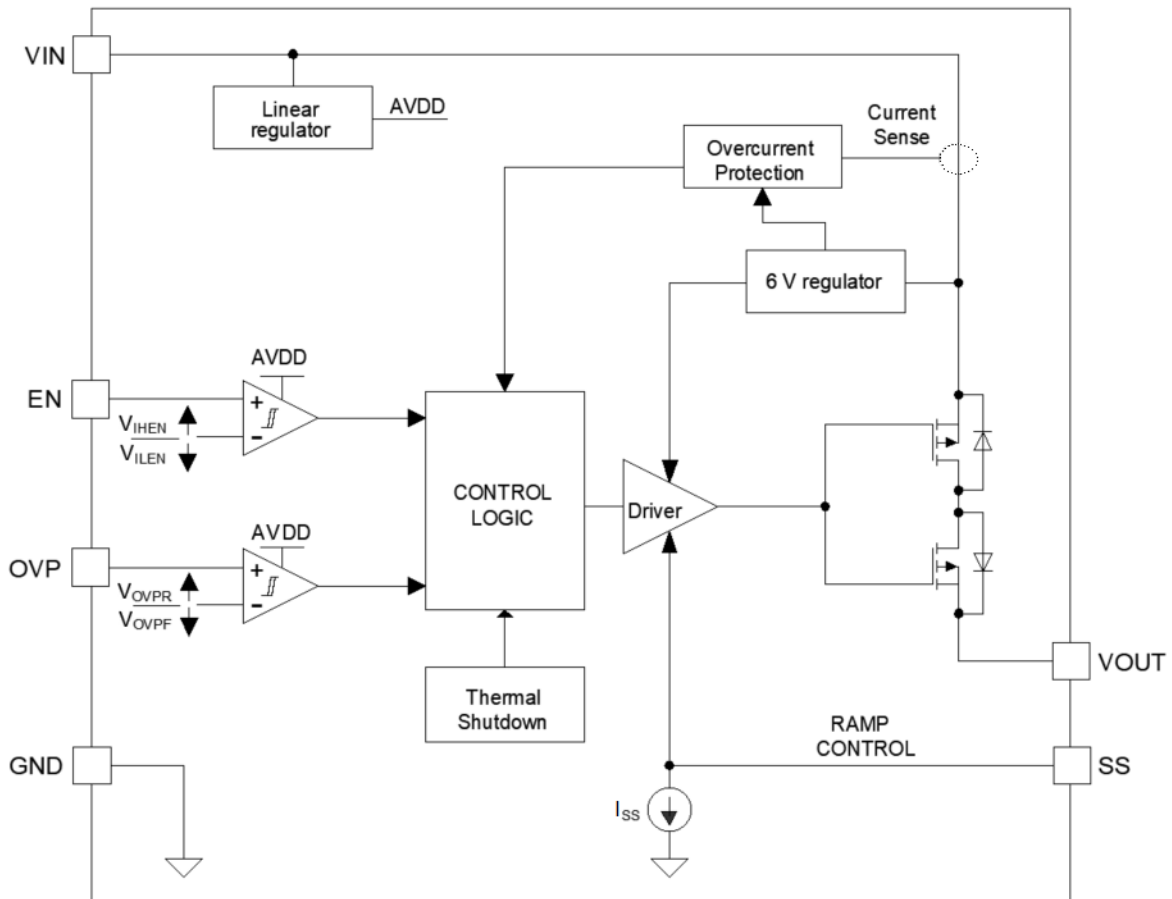 VIN
Linear
regulator
AVDD
Current
Sense
Overcurrent
Protection
6 V regulator
AVDD
EN
+
-
VIHEN
VILEN
CONTROL
LOGIC
Driver
AVDD
OVP
+
-
VOVPR
VOVPF
Thermal
Shutdown
VOUT
GND
RAMP
CONTROL
SS
ISS